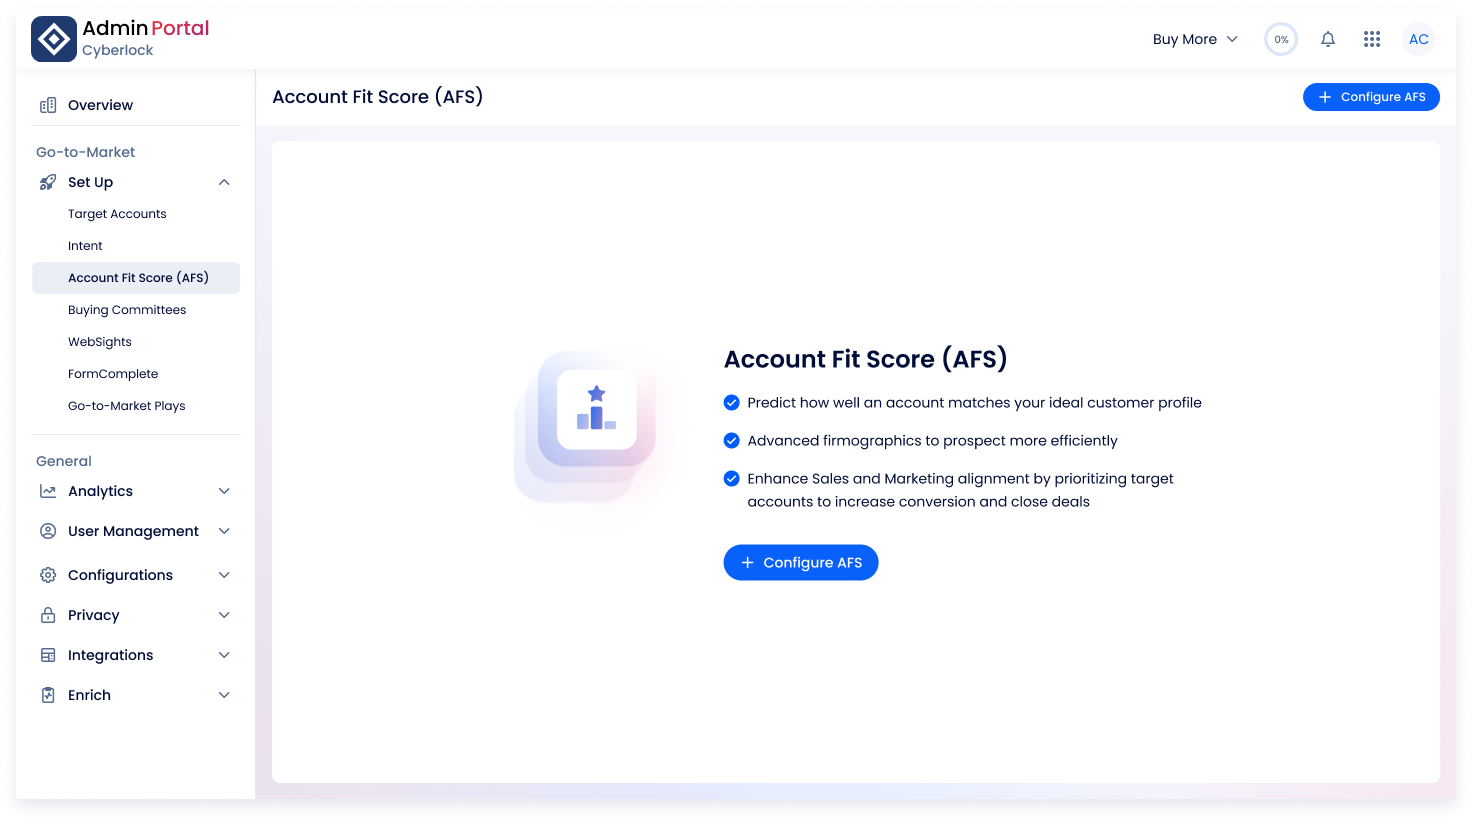 Admin Portal
Cyberlock
Buy More
0%
AC
Overview
Go-to-Market
Set Up
Target Accounts
Intent
Account Fit Score (AFS)
Buying Committees
WebSights
FormComplete
Go-to-Market Plays
General
Analytics
User Management
Configurations
Privacy
Integrations
Enrich
Account Fit Score (AFS)
Configure AFS
Account Fit Score (AFS)
Predict how well an account matches your ideal customer profile
Advanced firmographics to prospect more efficiently
Enhance Sales and Marketing alignment by prioritizing target
accounts to increase conversion and close deals
Configure AFS